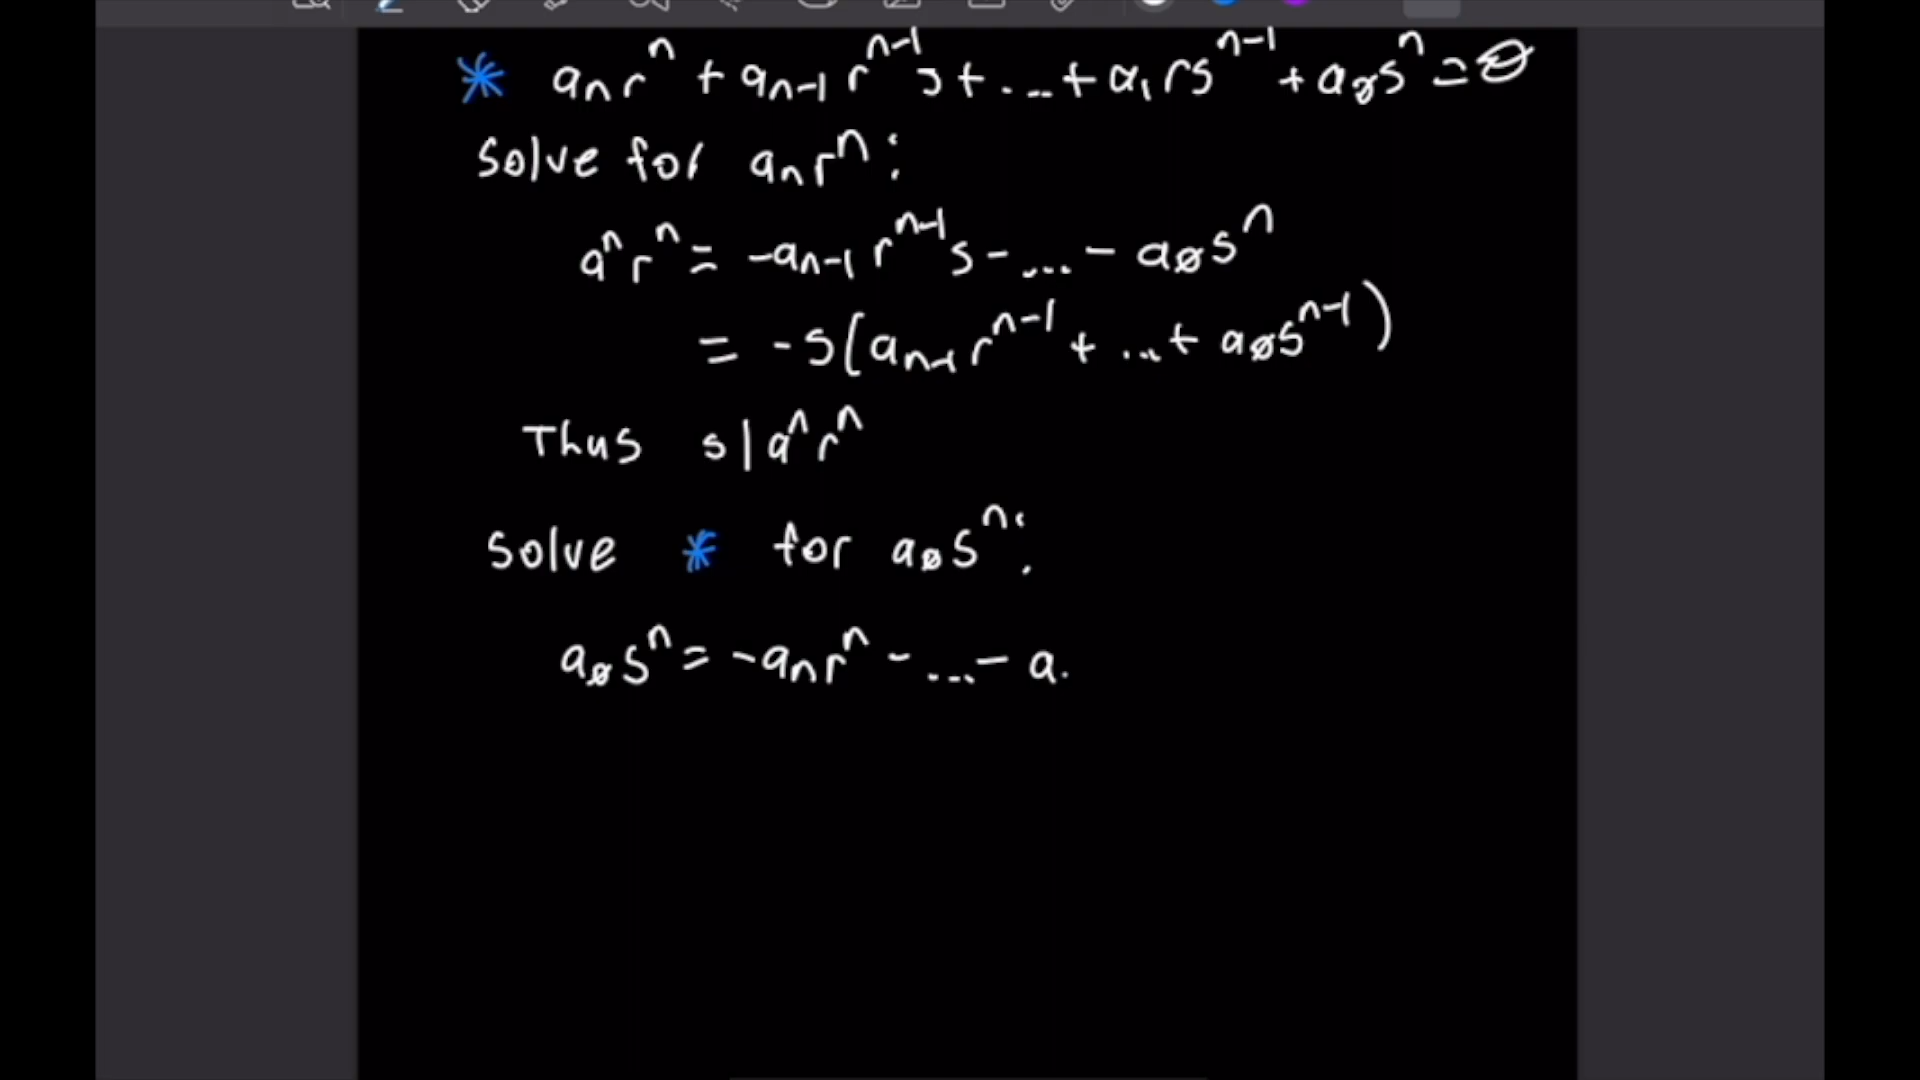 * aₙrⁿ + aₙ₋₁rⁿ⁻¹s + ... + a₁rsⁿ⁻¹ + a₀sⁿ = 0
Solve for aₙrⁿ:
aⁿrⁿ = -aₙ₋₁rⁿ⁻¹s - ... - a₀sⁿ
= -s(aₙ₋₁rⁿ⁻¹ + ... + a₀sⁿ⁻¹)
Thus s|aⁿrⁿ
Solve * for a₀sⁿ:
a₀sⁿ = -aₙrⁿ - ... - a